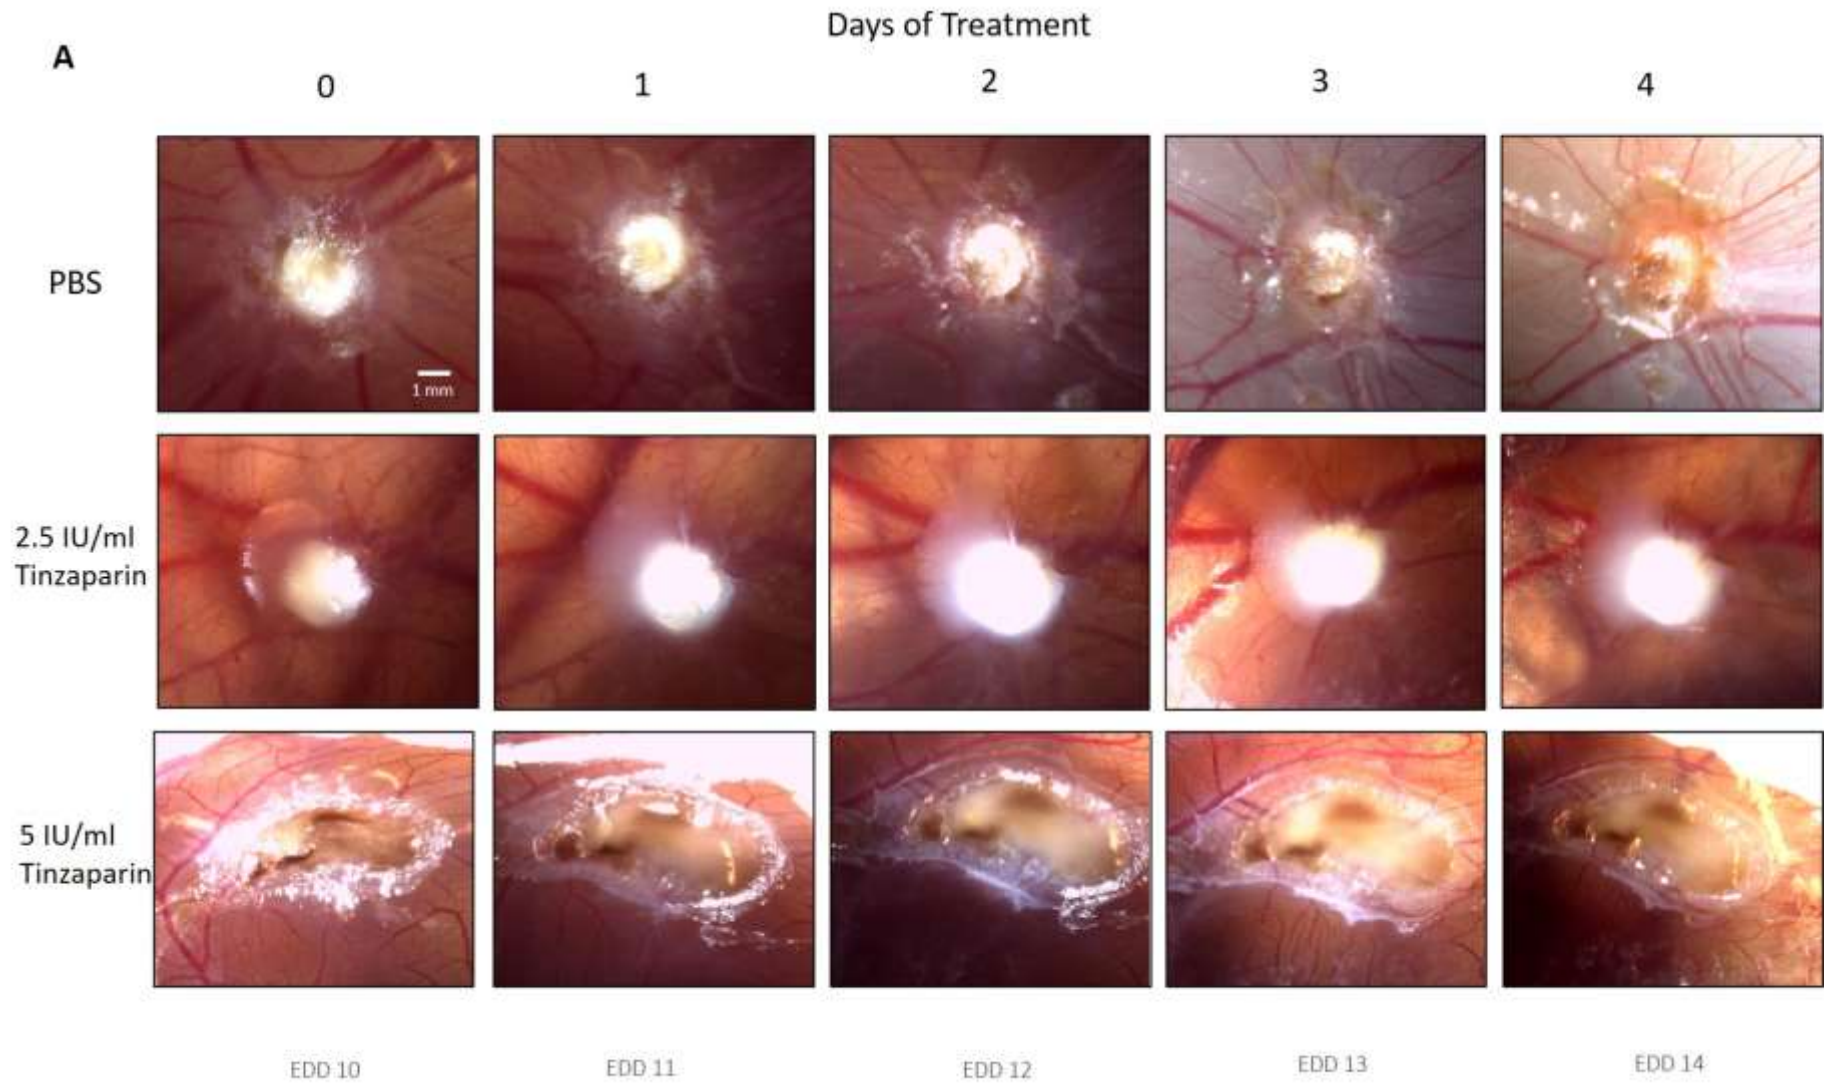 Days of Treatment
A
0 1 2 3 4
PBS
1 mm
2.5 IU/ml
Tinzaparin
5 IU/ml
Tinzaparin
EDD 10 EDD 11 EDD 12 EDD 13 EDD 14